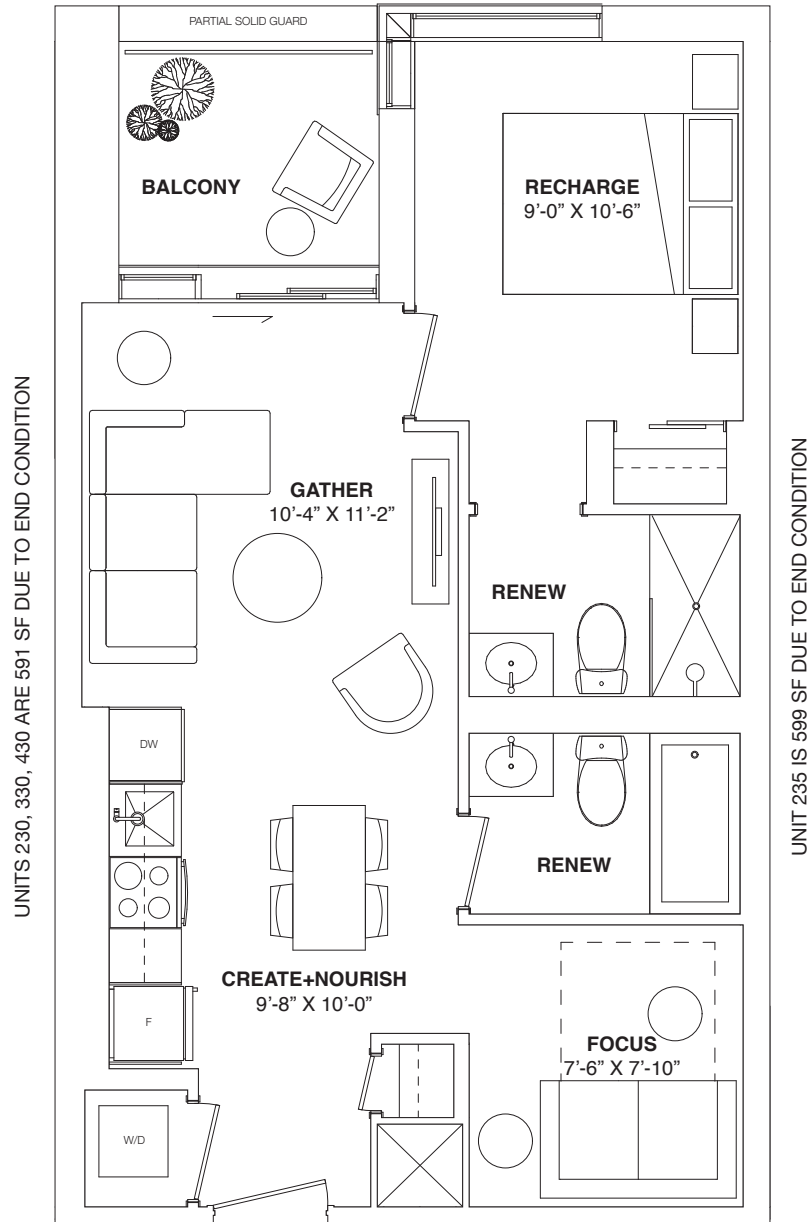 PARTIAL SOLID GUARD
BALCONY
RECHARGE
9’-0” X 10’-6”
GATHER
10’-4” X 11’-2”
RENEW
DW
RENEW
CREATE+NOURISH
9’-8” X 10’-0”
F
FOCUS
7’-6” X 7’-10”
W/D
UNITS 230, 330, 430 ARE 591 SF DUE TO END CONDITION
UNIT 235 IS 599 SF DUE TO END CONDITION